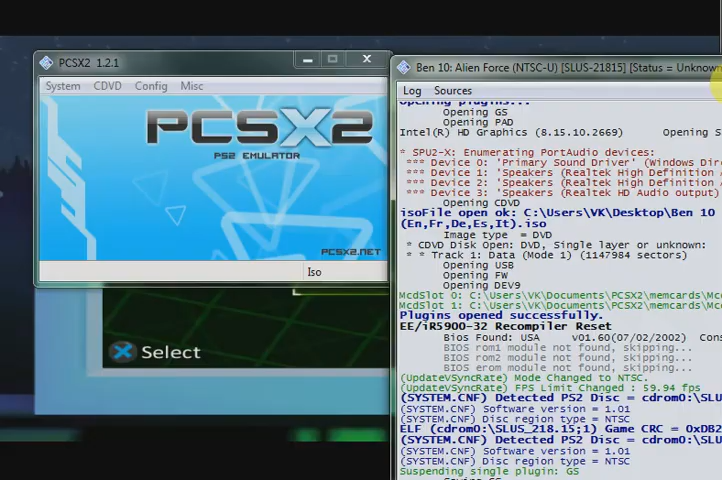 PCSX2 1.2.1
System CDVD Config Misc
PCSX2
PS2 EMULATOR
PCSX2.NET
Iso
Select
Ben 10: Alien Force (NTSC-U) [SLUS-21815] [Status = Unknown
Log Sources
Opening plugins...
Opening GS
Opening PAD
Intel(R) HD Graphics (8.15.10.2669) Opening
* SPU2-X: Enumerating PortAudio devices:
*** Device 0: 'Primary Sound Driver' (Windows
*** Device 1: 'Speakers (Realtek High Definition
*** Device 2: 'Speakers (Realtek High Definition
*** Device 3: 'Speakers (Realtek HD Audio output)
Opening CDVD
isoFile open ok: C:\Users\VK\Desktop\Ben 10
(En,Fr,De,Es,It).iso
Image type = DVD
* CDVD Disk Open: DVD, Single layer or unknown:
* * Track 1: Data (Mode 1) (1147984 sectors)
Opening USB
Opening FW
Opening DEV9
McdSlot 0: C:\Users\VK\Documents\PCSX2\memcards\Mc
McdSlot 1: C:\Users\VK\Documents\PCSX2\memcards\Mc
Plugins opened successfully.
EE/iR5900-32 Recompiler Reset
Bios Found: USA v01.60(07/02/2002) Cons
BIOS rom1 module not found, skipping...
BIOS rom2 module not found, skipping...
BIOS erom module not found, skipping...
(UpdateVSyncRate) Mode Changed to NTSC.
(UpdateVSyncRate) FPS Limit Changed : 59.94 fps
(SYSTEM.CNF) Detected PS2 Disc = cdrom0:\SLU
(SYSTEM.CNF) Software version = 1.01
(SYSTEM.CNF) Disc region type = NTSC
ELF (cdrom0:\SLUS_218.15;1) Game CRC = 0xDB2
(SYSTEM.CNF) Detected PS2 Disc = cdrom0:\SLU
(SYSTEM.CNF) Software version = 1.01
(SYSTEM.CNF) Disc region type = NTSC
Suspending single plugin: GS